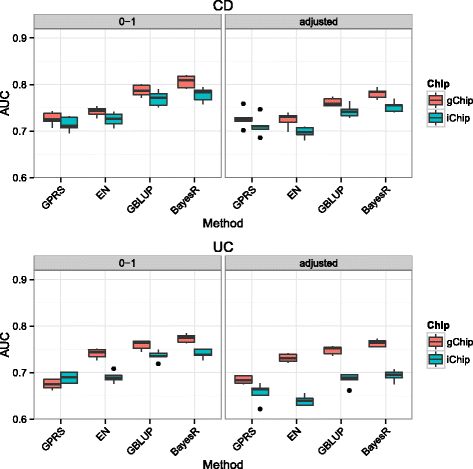 CD
0−1
adjusted
AUC
0.9
0.8
0.7
0.6
GPRS
EN
GBLUP
BayesR
GPRS
EN
GBLUP
BayesR
Method
Chip
gChip
iChip
UC
0−1
adjusted
AUC
0.9
0.8
0.7
0.6
GPRS
EN
GBLUP
BayesR
GPRS
EN
GBLUP
BayesR
Method
Chip
gChip
iChip